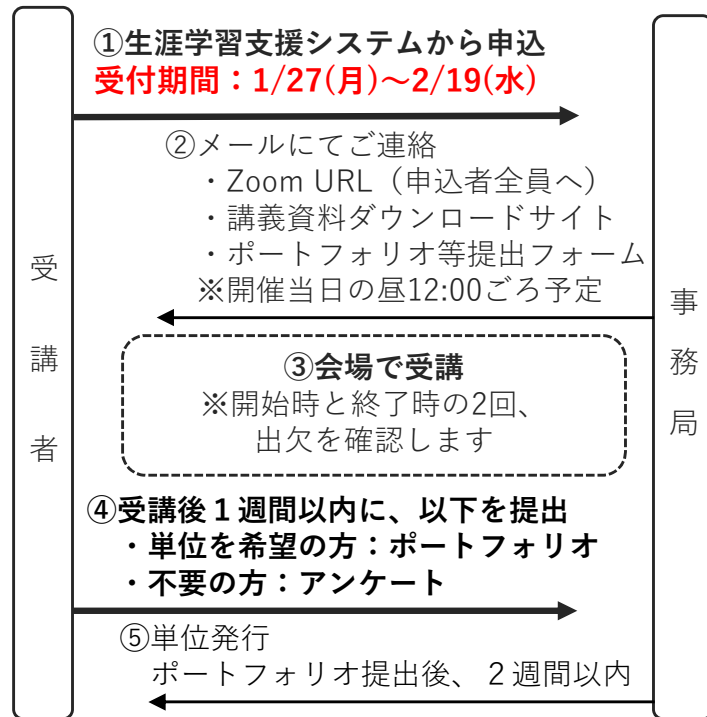 ①生涯学習支援システムから申込
受付期間：1/27(月)～2/19(水)
②メールにてご連絡
・Zoom URL（申込者全員へ）
・講義資料ダウンロードサイト
・ポートフォリオ等提出フォーム
※開催当日の昼12:00ごろ予定
受講者
事務局
③会場で受講
※開始時と終了時の2回、
出欠を確認します
④受講後１週間以内に、以下を提出
・単位を希望の方：ポートフォリオ
・不要の方：アンケート
⑤単位発行
ポートフォリオ提出後、２週間以内